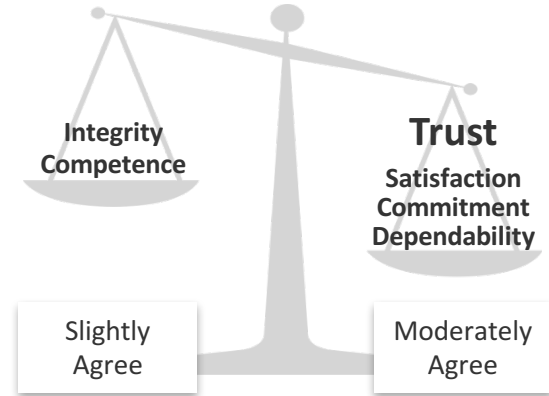 Integrity
Competence
Trust
Satisfaction
Commitment
Dependability
Slightly
Agree
Moderately
Agree